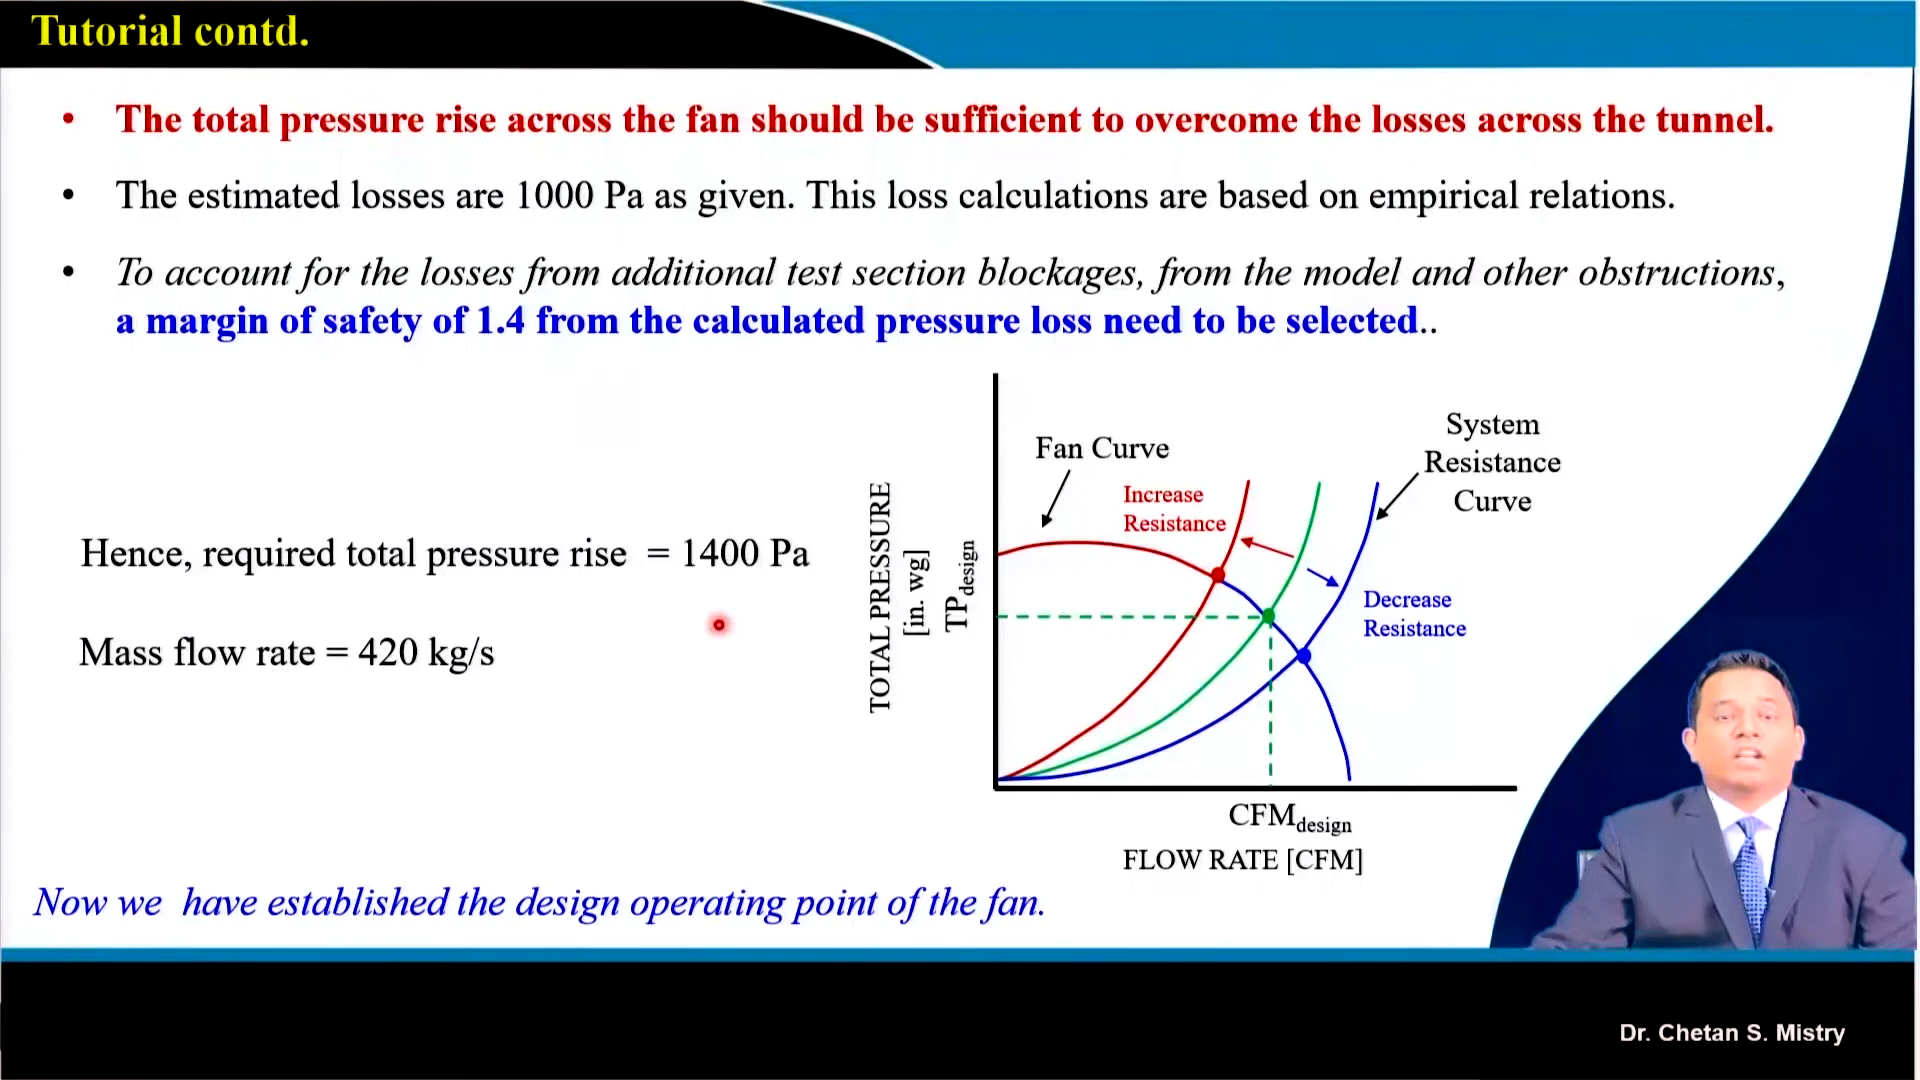 Tutorial contd.
• The total pressure rise across the fan should be sufficient to overcome the losses across the tunnel.
• The estimated losses are 1000 Pa as given. This loss calculations are based on empirical relations.
• To account for the losses from additional test section blockages, from the model and other obstructions,
a margin of safety of 1.4 from the calculated pressure loss need to be selected..
Hence, required total pressure rise = 1400 Pa
Mass flow rate = 420 kg/s
TOTAL PRESSURE
[in. wg]
TPdesign
Fan Curve
Increase
Resistance
System
Resistance
Curve
Decrease
Resistance
CFMdesign
FLOW RATE [CFM]
Now we have established the design operating point of the fan.
Dr. Chetan S. Mistry